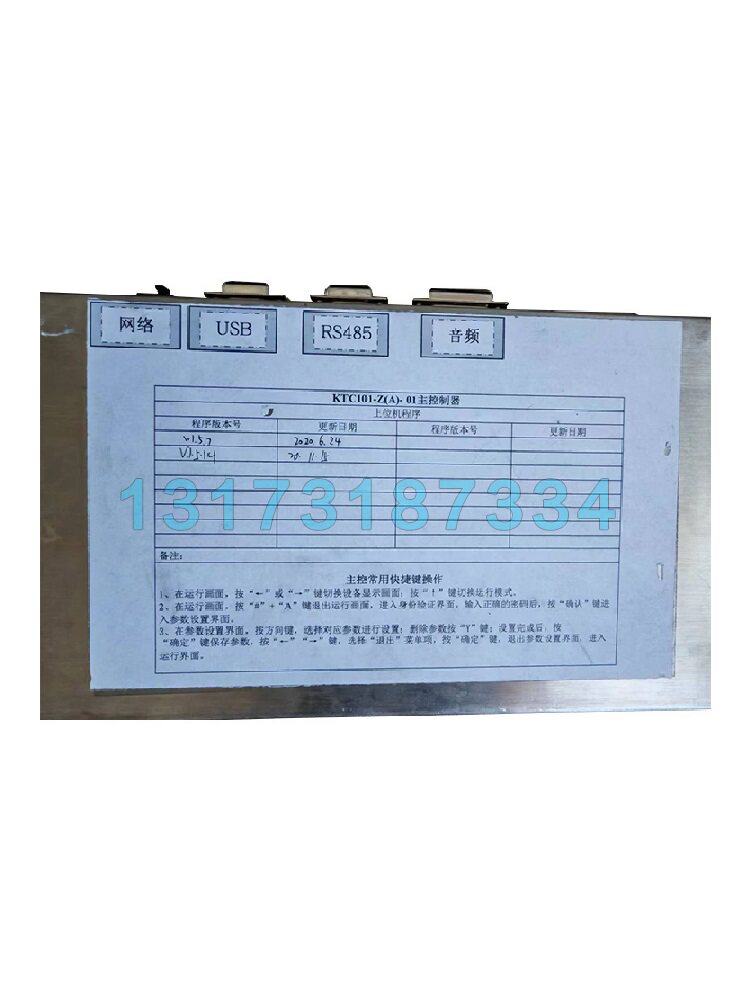 网络
USB
RS485
音频
KTC101-Z(A)-01主控制器
上位机程序
程序版本号 更新日期 程序版本号 更新日期
V1.5.7 2020.6.24
13173187334
备注:
主控常用快捷键操作
1、在运行画面。按“←”或“→”键切换设备显示画面;按“↑”键切换运行模式。
2、在运行画面。按“#”+“A”键退出运行画面,进入身份验证界面,输入正确的密码后,按“确认”键进
入参数设置界面;
3、在参数设置界面。按方向键,选择对应参数进行设置;删除参数按“Y”键;设置完成后,按
“确定”键保存参数,按“←”“→”键,选择“退出”菜单项,按“确定”键,退出参数设置界面,进入
运行界面。